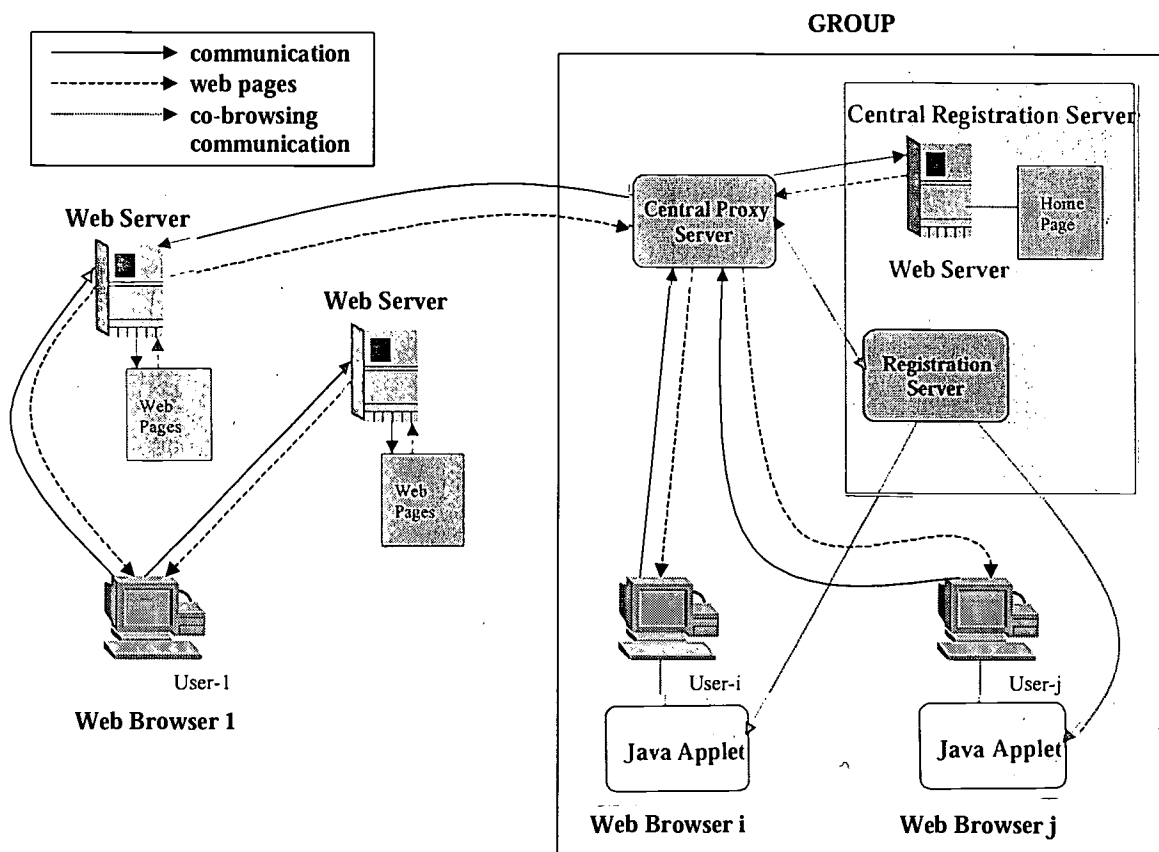 GROUP
communication
web pages
co-browsing
communication
Central Registration Server
Home
Page
Web Server
Central Proxy
Server
Web Server
Web
Pages
Web Server
Web
Pages
Registration
Server
User-1
Web Browser 1
User-i
Java Applet
Web Browser i
User-j
Java Applet
Web Browser j